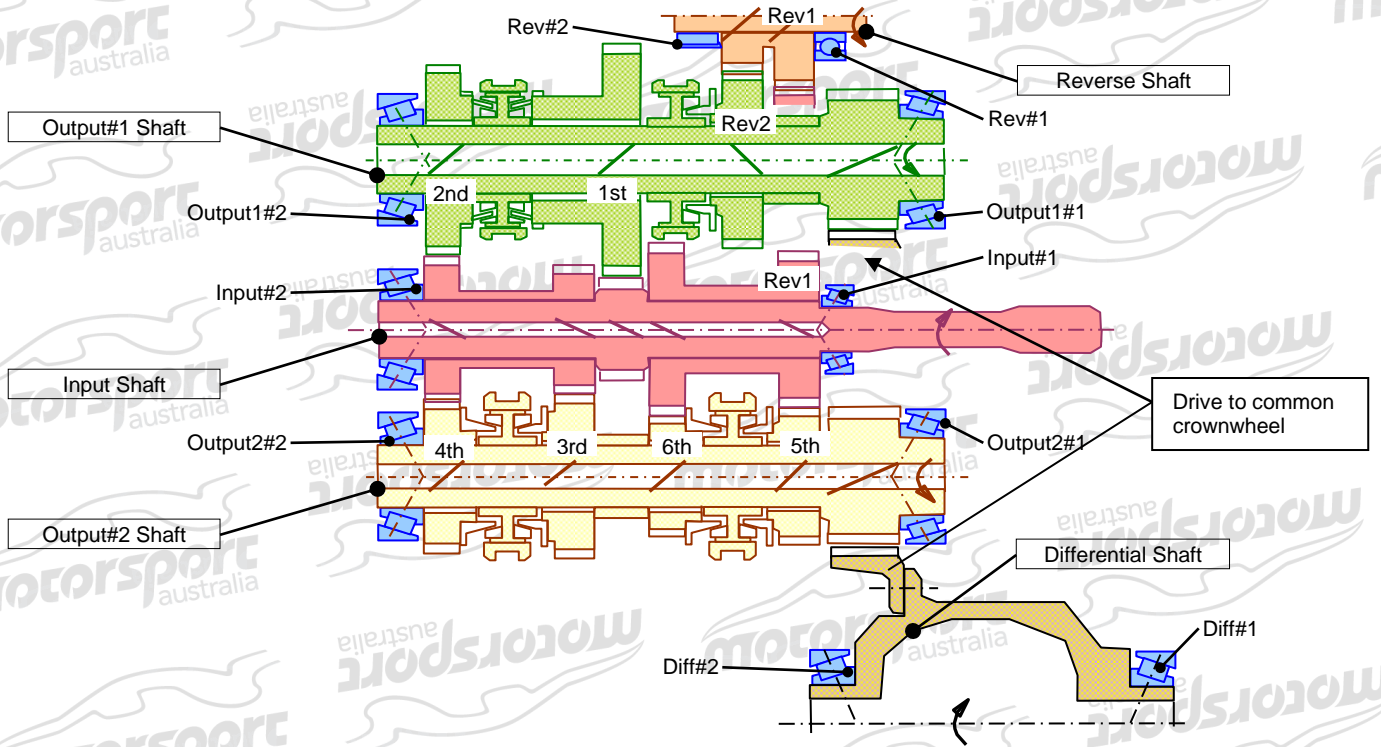 Rev#2
Rev1
Reverse Shaft
Output#1 Shaft
Rev2
Rev#1
2nd
1st
Output1#2
Output1#1
Input#2
Rev1
Input#1
Input Shaft
Drive to common
crownwheel
Output2#2
4th
3rd
6th
5th
Output2#1
Output#2 Shaft
Differential Shaft
Diff#2
Diff#1
motorsport
australia